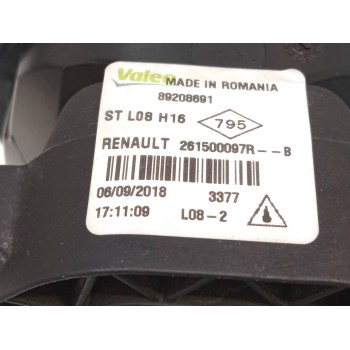 Valeo MADE IN ROMANIA
89208691
ST L08 H16 795
RENAULT 261500097R--B
06/09/2018 3377
17:11:09 L08-2